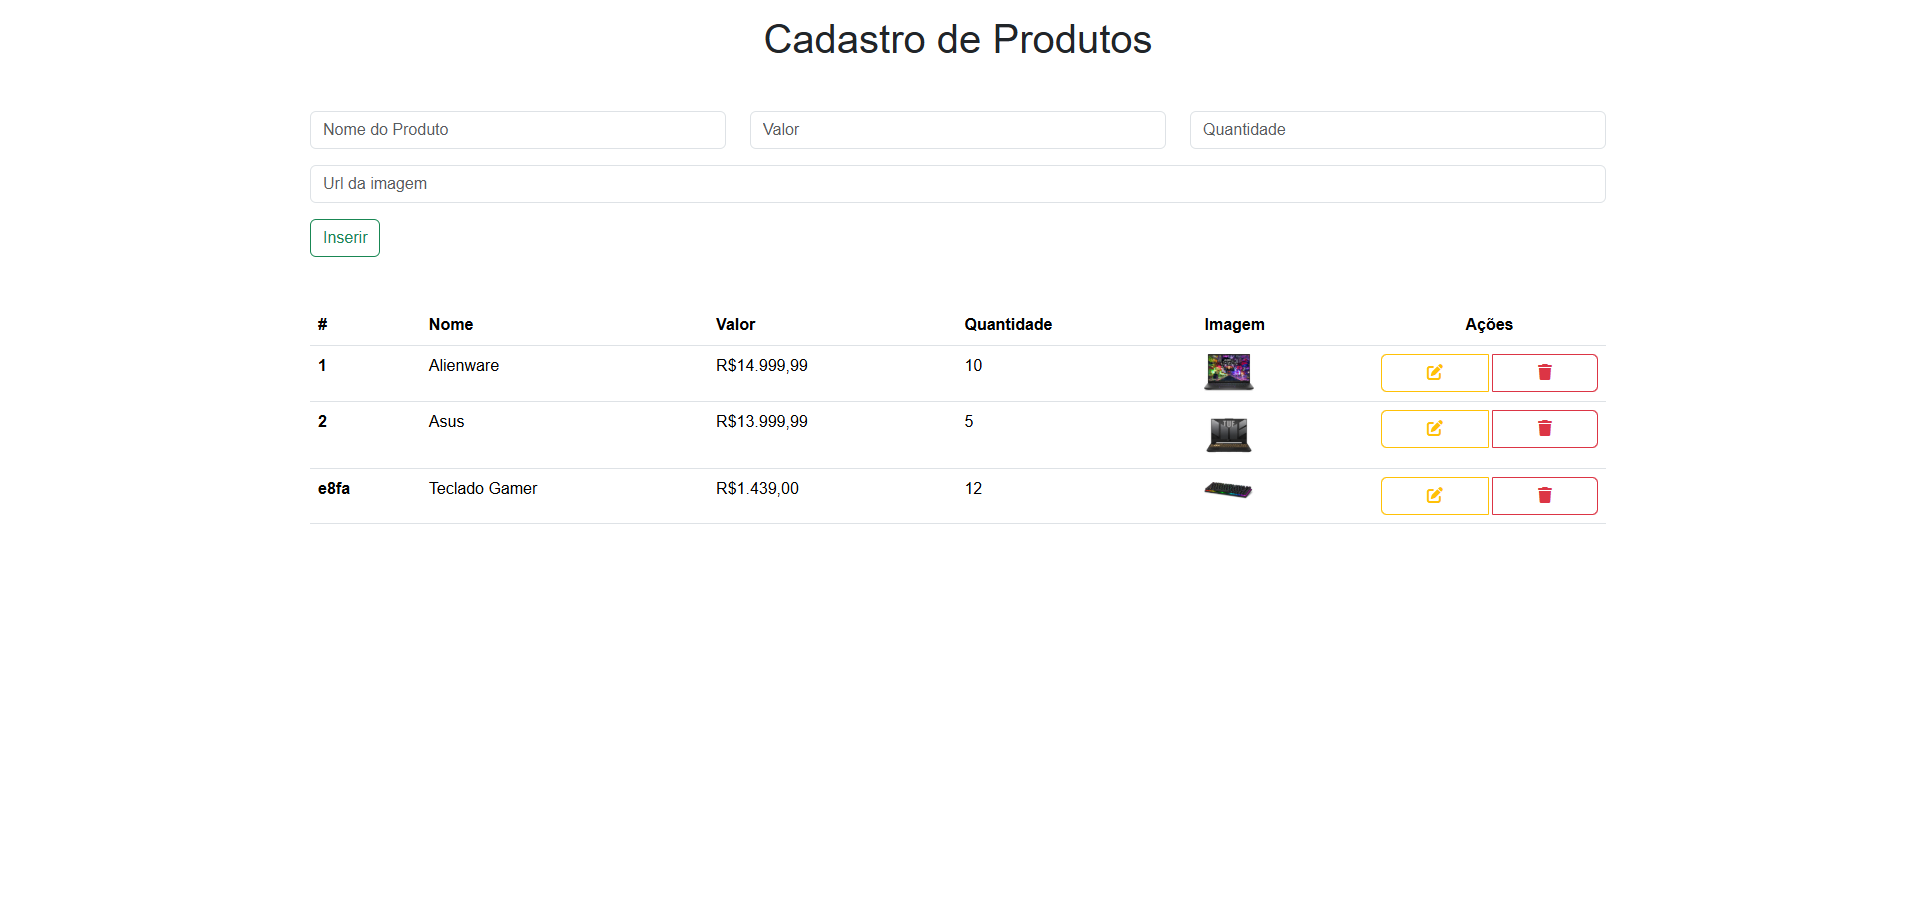 Cadastro de Produtos
Nome do Produto Valor Quantidade
Url da imagem
Inserir
# Nome Valor Quantidade Imagem Ações
1 Alienware R$14.999,99 10
2 Asus R$13.999,99 5
TUF
e8fa Teclado Gamer R$1.439,00 12